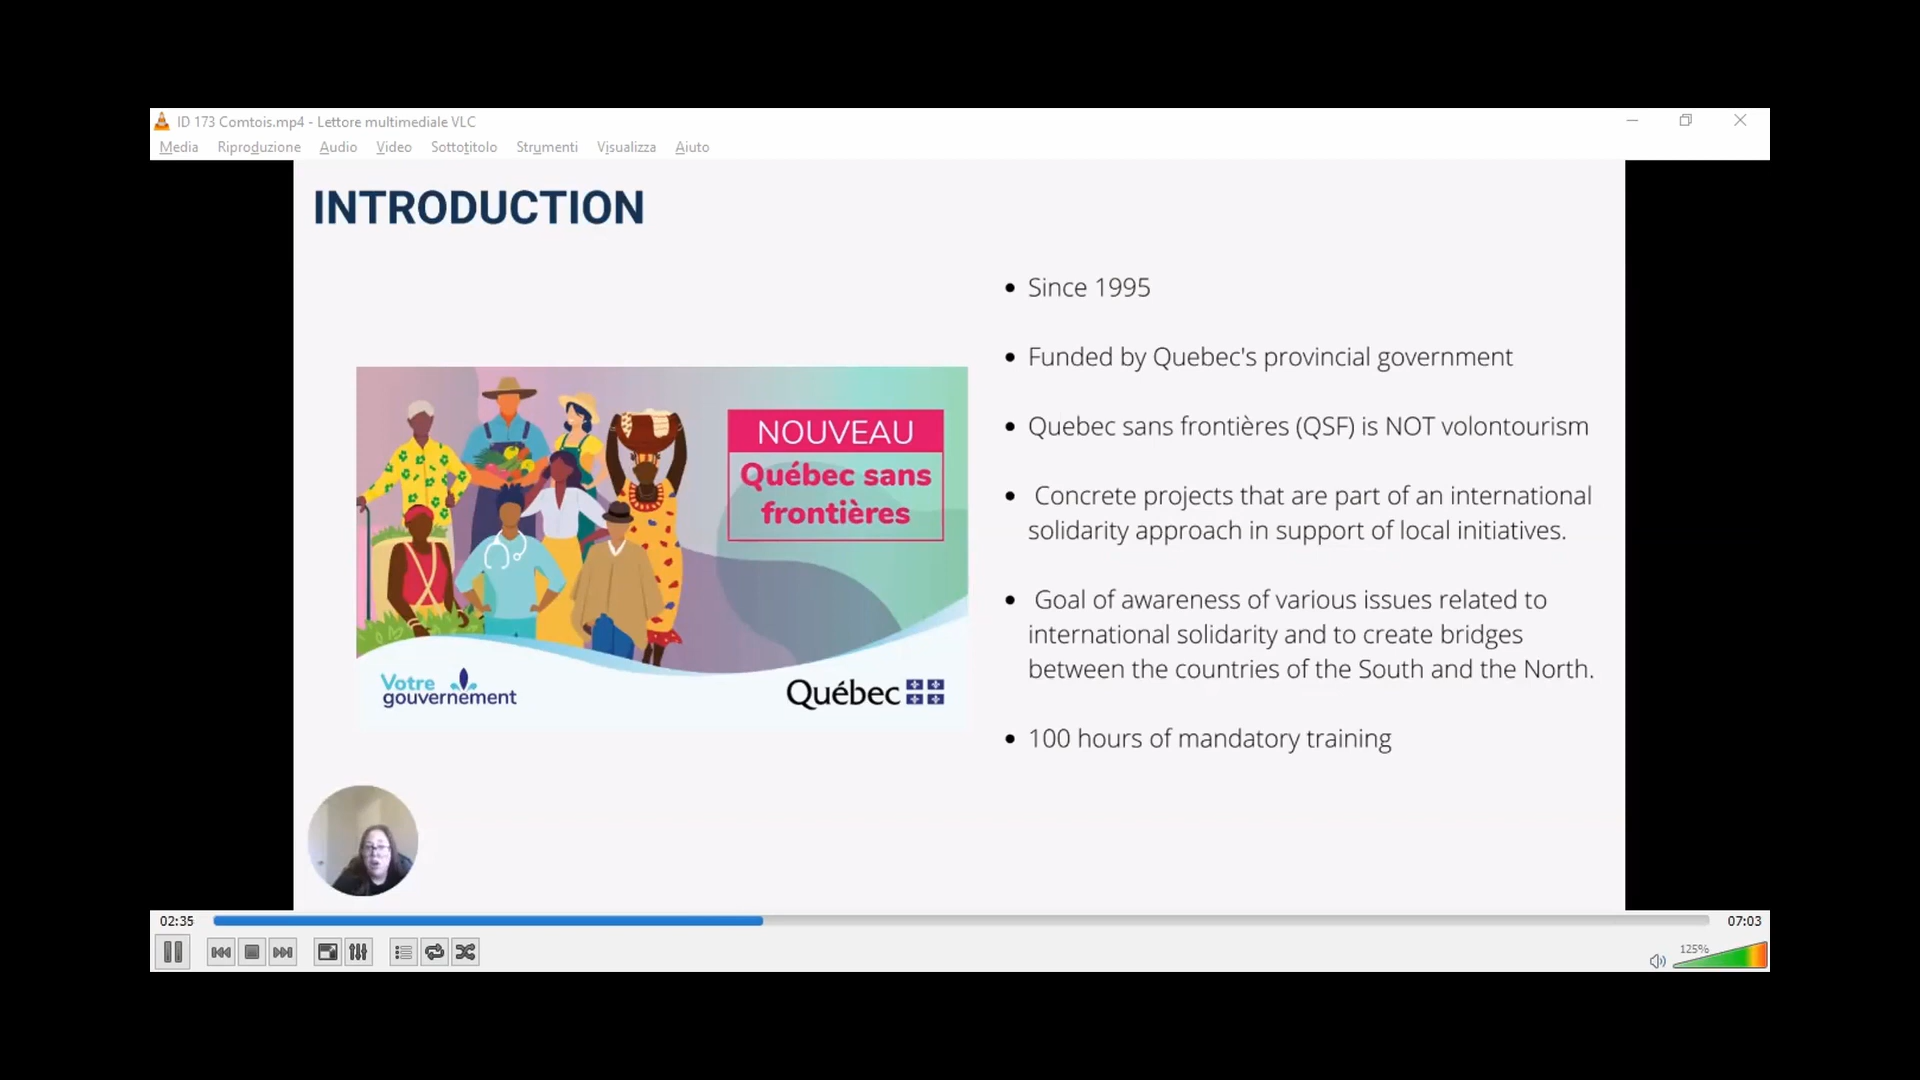 ID 173 Comtois.mp4 - Lettore multimediale VLC
Media Riproduzione Audio Video Sottotitolo Strumenti Visualizza Aiuto
INTRODUCTION
• Since 1995
• Funded by Quebec's provincial government
• Quebec sans frontières (QSF) is NOT volontourism
• Concrete projects that are part of an international
solidarity approach in support of local initiatives.
• Goal of awareness of various issues related to
international solidarity and to create bridges
between the countries of the South and the North.
• 100 hours of mandatory training
NOUVEAU
Québec sans
frontières
Votre
gouvernement
Québec
02:35
07:03
125%